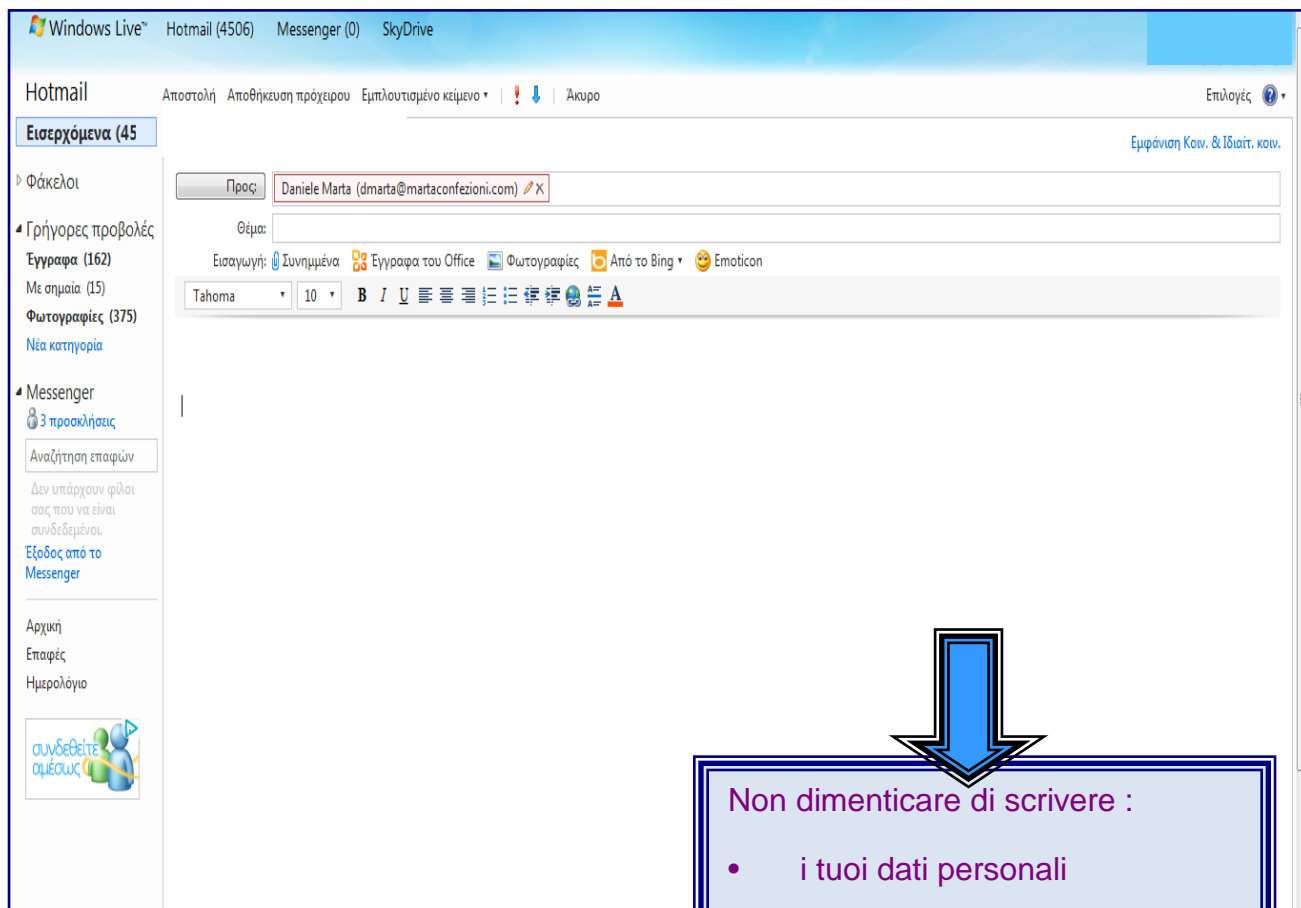 Windows Live™ Hotmail (4506) Messenger (0) SkyDrive
Hotmail Αποστολή Αποθήκευση πρόχειρου Εμπλουτισμένο κείμενο Άκυρο Επιλογές
Εισερχόμενα (45
Εμφάνιση Κοιν. & Ιδιαίτ. κοιν.
Φάκελοι
Προς: Daniele Marta (dmarta@martaconfezioni.com)
Γρήγορες προβολές
Θέμα:
Έγγραφα (162)
Εισαγωγή: Συνημμένα Έγγραφα του Office Φωτογραφίες Από το Bing Emoticon
Με σημαία (15)
Tahoma 10 B I U A
Φωτογραφίες (375)
Νέα κατηγορία
Messenger
3 προσκλήσεις
Αναζήτηση επαφών
Δεν υπάρχουν φίλοι
σας που να είναι
συνδεδεμένοι.
Έξοδος από το
Messenger
Αρχική
Επαφές
Ημερολόγιο
συνδεθείτε
αμέσως
Non dimenticare di scrivere :
• i tuoi dati personali